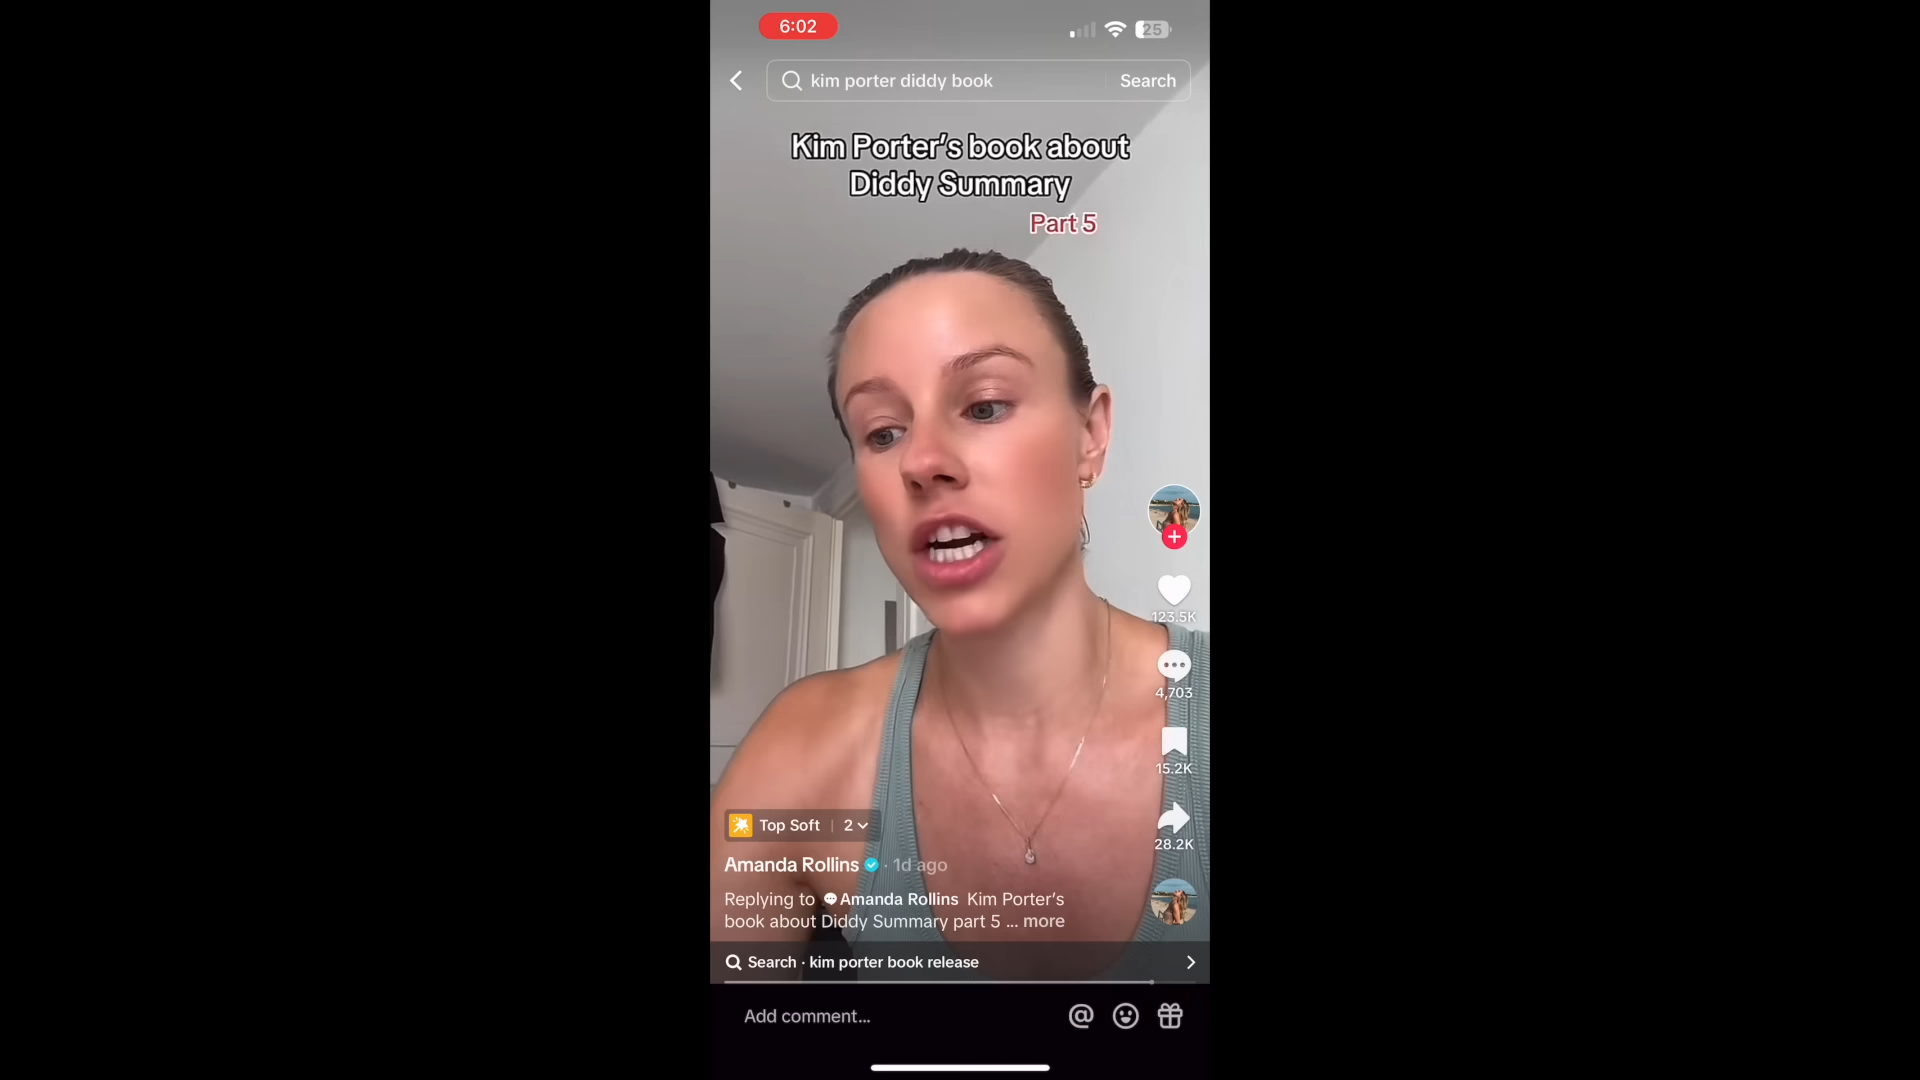 6:02
25
kim porter diddy book
Search
Kim Porter's book about
Diddy Summary
Part 5
123.5K
4,703
15.2K
28.2K
Top Soft | 2
Amanda Rollins · 1d ago
Replying to Amanda Rollins Kim Porter's
book about Diddy Summary part 5 ... more
Search · kim porter book release
Add comment...